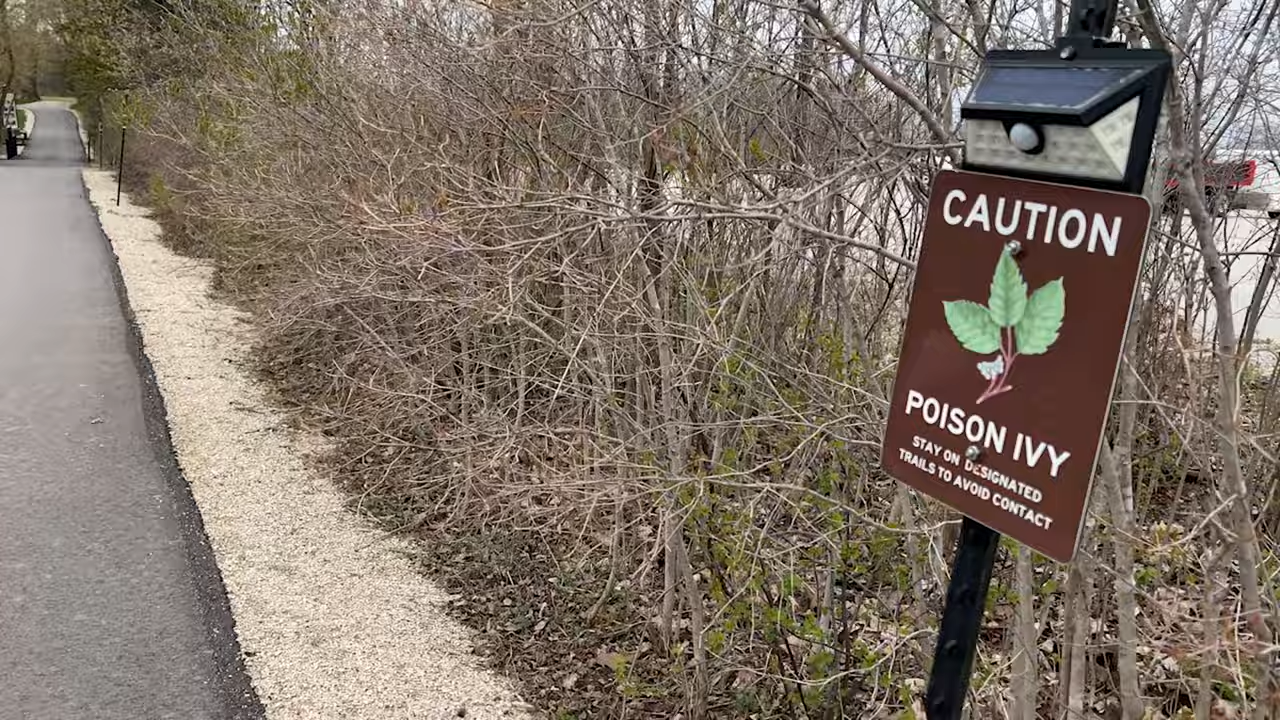 CAUTION
POISON IVY
STAY ON DESIGNATED
TRAILS TO AVOID CONTACT